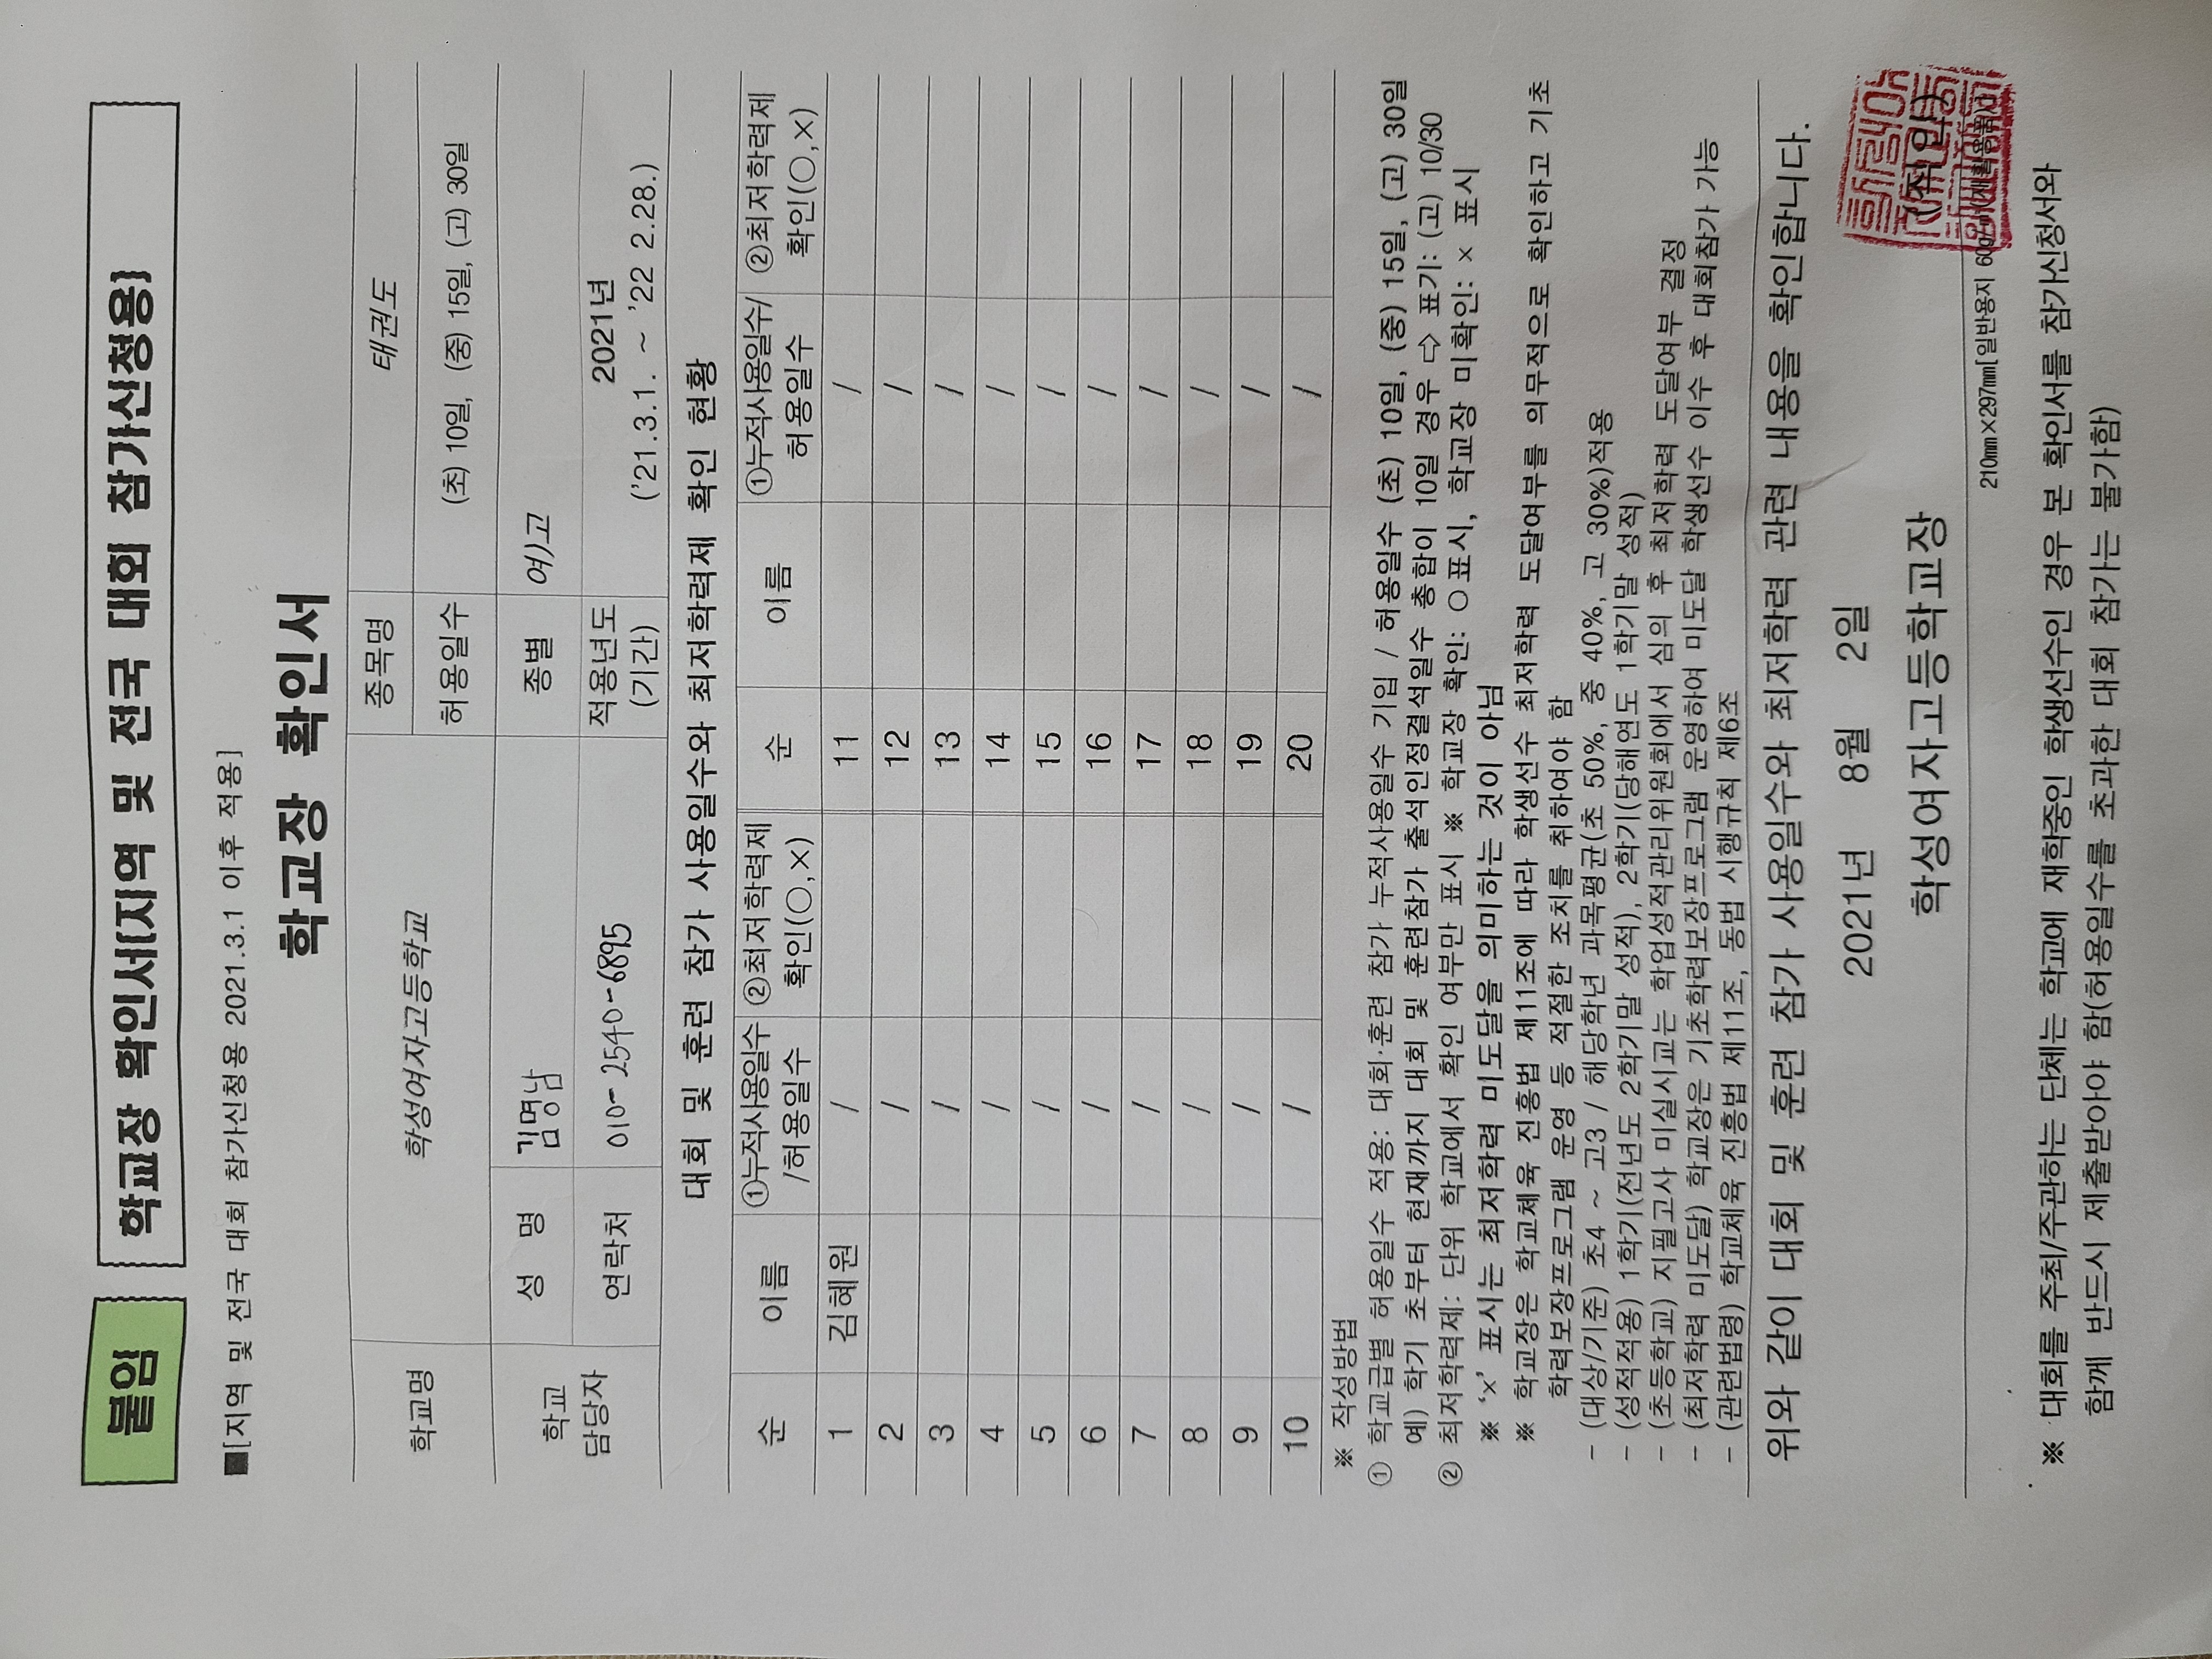 붙임
학교장 확인서(지역 및 전국 대회 참가신청용)
■[지역 및 전국 대회 참가신청용 2021.3.1 이후 적용]
학교장 확인서
학교명 학성여자고등학교 종목명 태권도
허용일수 (초) 10일, (중) 15일, (고) 30일
학교
담당자
성 명 김명남 종별 여)고
연락처 010-2540-6895 적용년도
(기간)
2021년
('21.3.1. ~ '22 2.28.)
대회 및 훈련 참가 사용일수와 최저학력제 확인 현황
순 이름 ①누적사용일수
/허용일수 ②최저학력제
확인(○,×) 순 이름 ①누적사용일수/
허용일수 ②최저학력제
확인(○,×)
1 김혜원 / 11 /
2 / 12 /
3 / 13 /
4 / 14 /
5 / 15 /
6 / 16 /
7 / 17 /
8 / 18 /
9 / 19 /
10 / 20 /
※ 작성방법
① 학교급별 허용일수 적용: 대회·훈련 참가 누적사용일수 기입 / 허용일수 (초) 10일, (중) 15일, (고) 30일
예) 학기 초부터 현재까지 대회 및 훈련참가 출석인정결석일수 총합이 10일 경우 ⇨ 표기: (고) 10/30
② 최저학력제: 단위 학교에서 확인 여부만 표시 ※ 학교장 확인: ○표시, 학교장 미확인: × 표시
※ '×' 표시는 최저학력 미도달을 의미하는 것이 아님
※ 학교장은 학교체육 진흥법 제11조에 따라 학생선수 최저학력 도달여부를 의무적으로 확인하고 기초
학력보장프로그램 운영 등 적절한 조치를 취하여야 함
- (대상/기준) 초4 ~ 고3 / 해당학년 과목평균(초 50%, 중 40%, 고 30%)적용
- (성적적용) 1학기(전년도 2학기말 성적), 2학기(당해연도 1학기말 성적)
- (초등학교) 지필고사 미실시교는 학업성적관리위원회에서 심의 후 최저학력 도달여부 결정
- (최저학력 미도달) 학교장은 기초학력보장프로그램 운영하여 미도달 학생선수 이수 후 대회참가 가능
- (관련법령) 학교체육 진흥법 제11조, 동법 시행규칙 제6조
위와 같이 대회 및 훈련 참가 사용일수와 최저학력 관련 내용을 확인합니다.
2021년 8월 2일
학성여자고등학교장 (직인)
210㎜×297㎜[일반용지 60g/㎡(재활용품)]
※ 대회를 주최/주관하는 단체는 학교에 재학중인 학생선수인 경우 본 확인서를 참가신청서와
함께 반드시 제출받아야 함(허용일수를 초과한 대회 참가는 불가함)